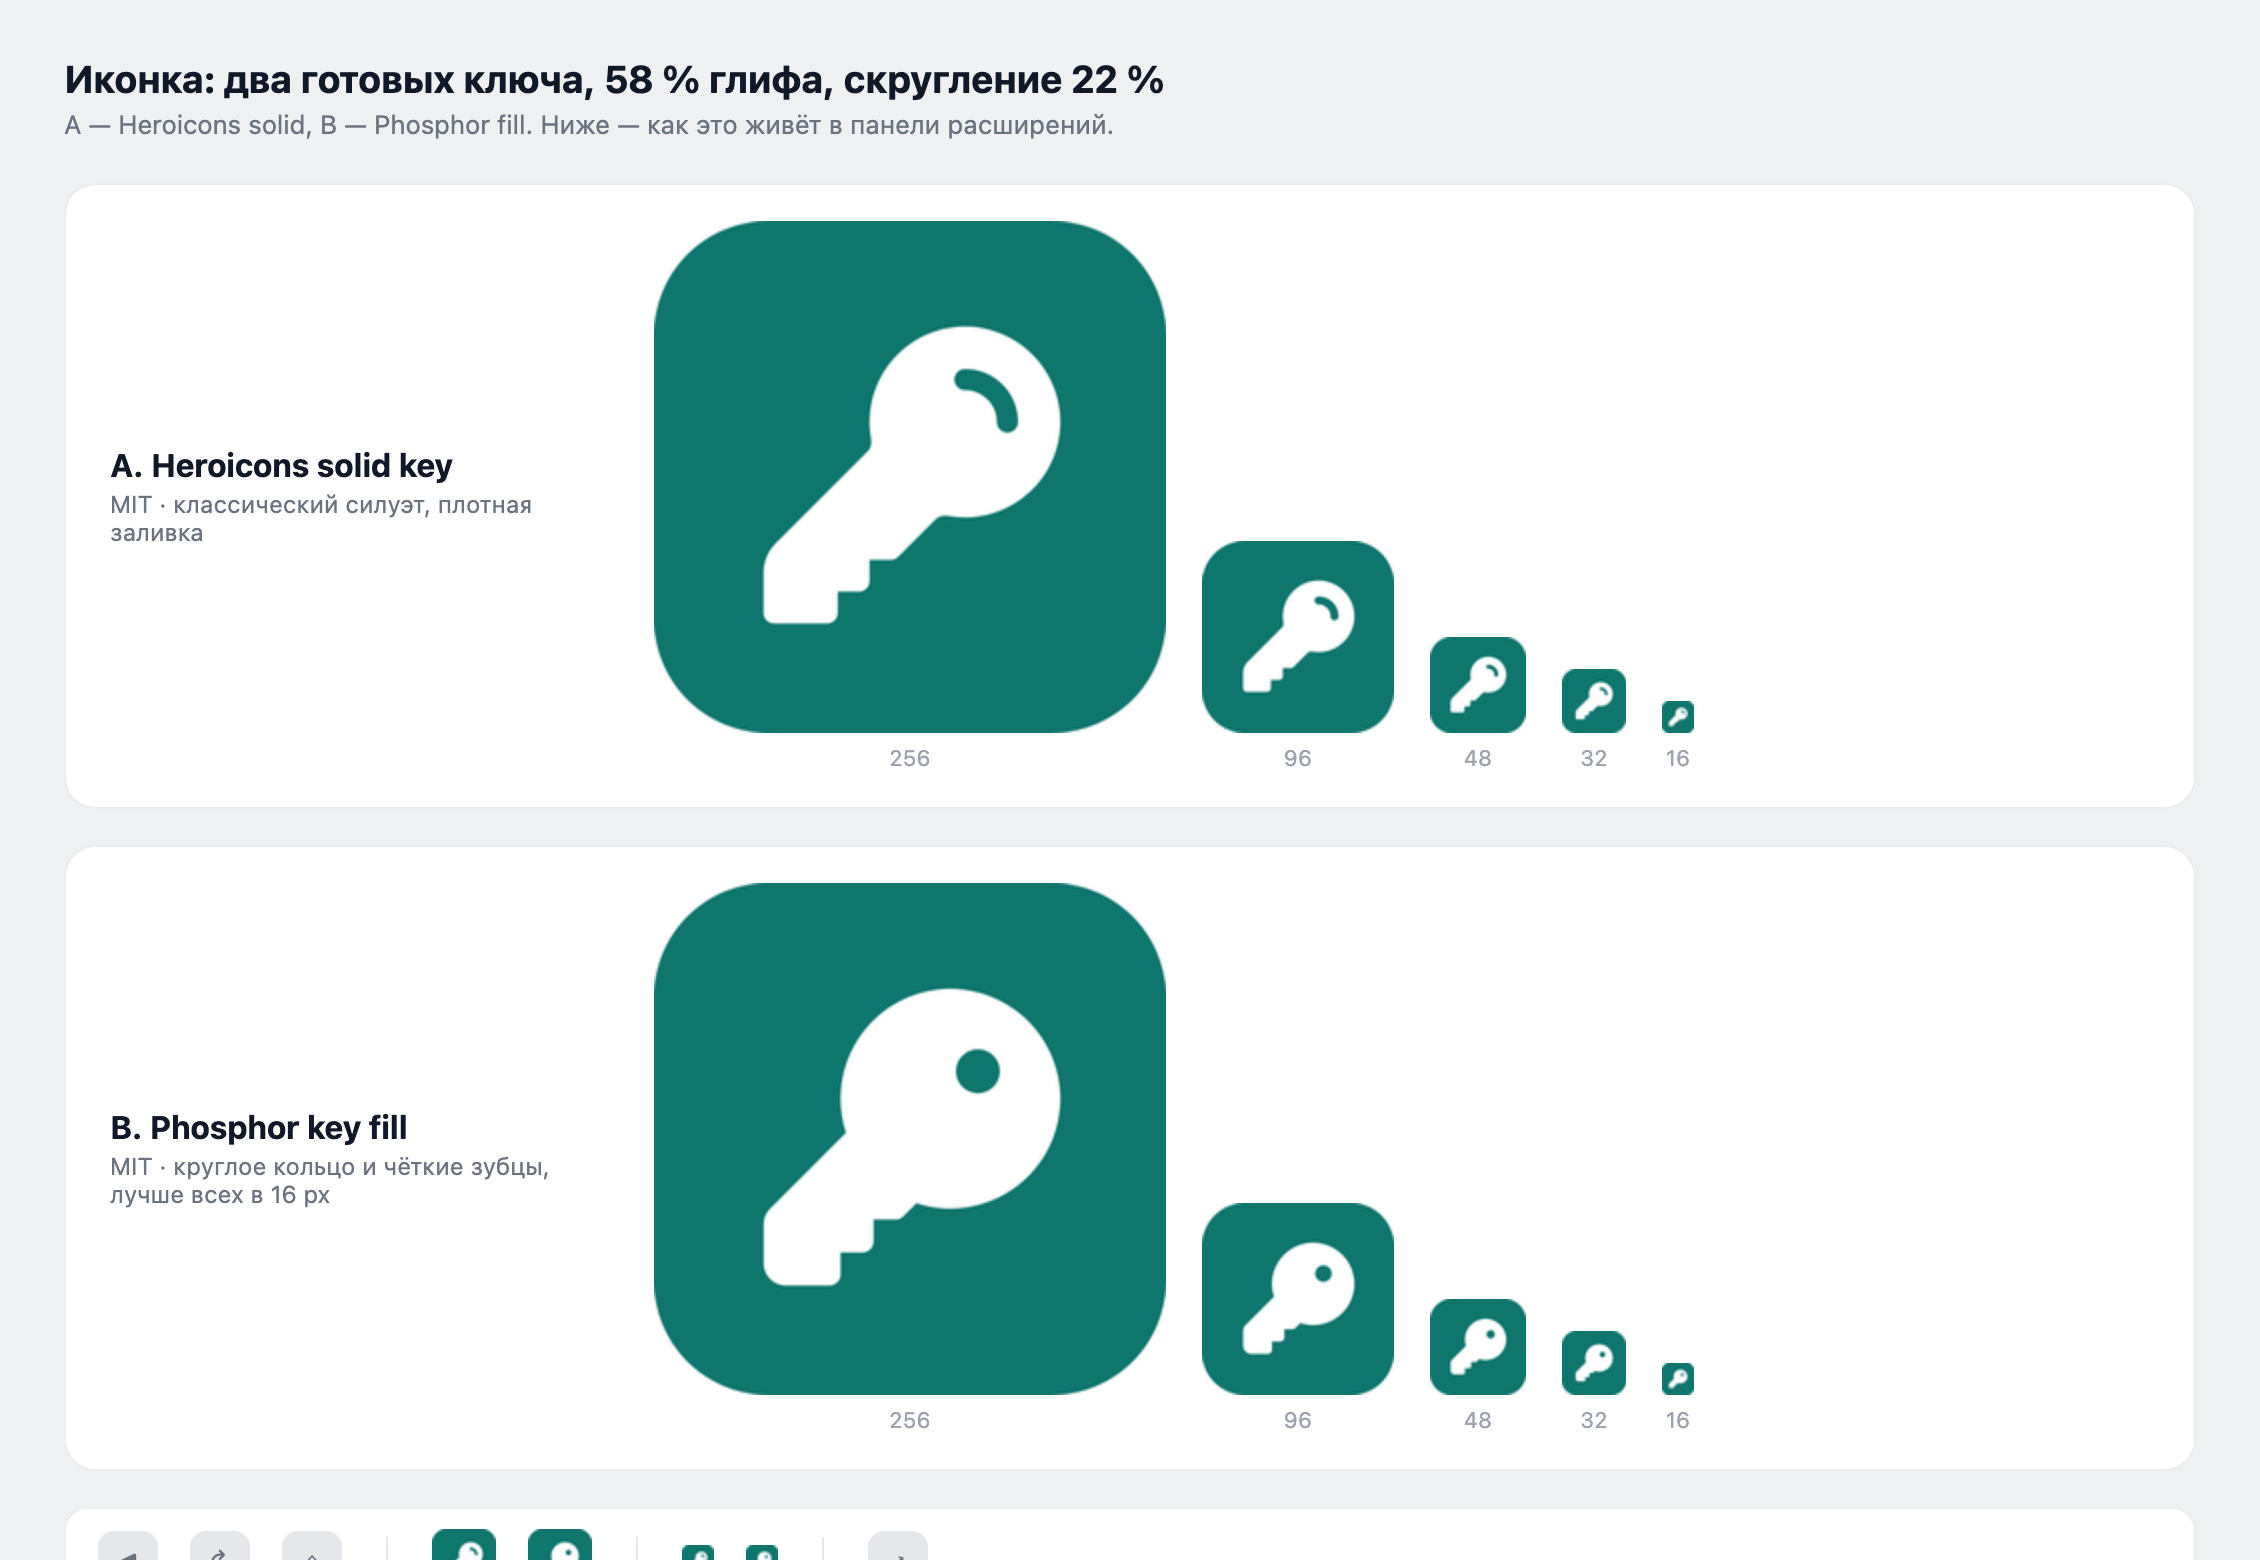 Иконка: два готовых ключа, 58 % глифа, скругление 22 %
A — Heroicons solid, B — Phosphor fill. Ниже — как это живёт в панели расширений.
A. Heroicons solid key
MIT · классический силуэт, плотная
заливка
256
96
48
32
16
B. Phosphor key fill
MIT · круглое кольцо и чёткие зубцы,
лучше всех в 16 px
256
96
48
32
16